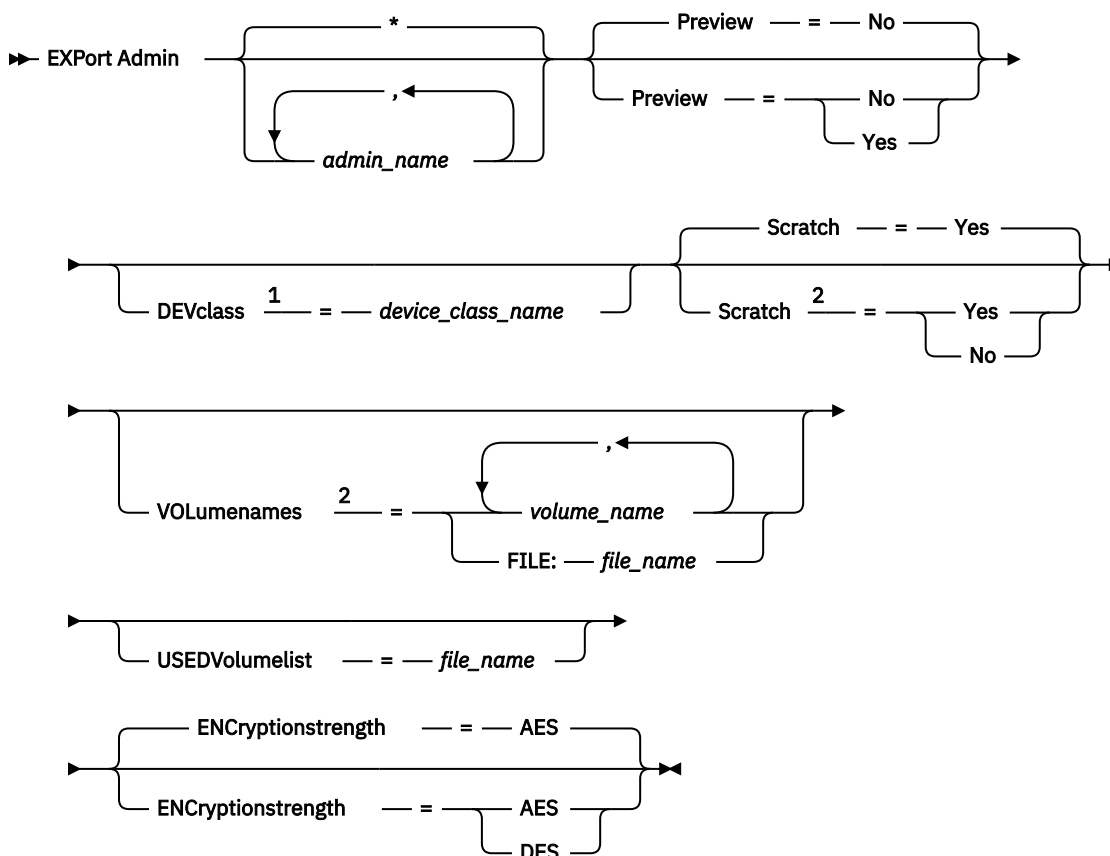 *
Preview = No
EXPort Admin
,
Preview = No
Yes
admin_name
Scratch = Yes
DEVclass 1 = device_class_name
Scratch 2 = Yes
No
,
VOLumenames 2 = volume_name
FILE: file_name
USEDVolumelist = file_name
ENCryptionstrength = AES
ENCryptionstrength = AES
DES